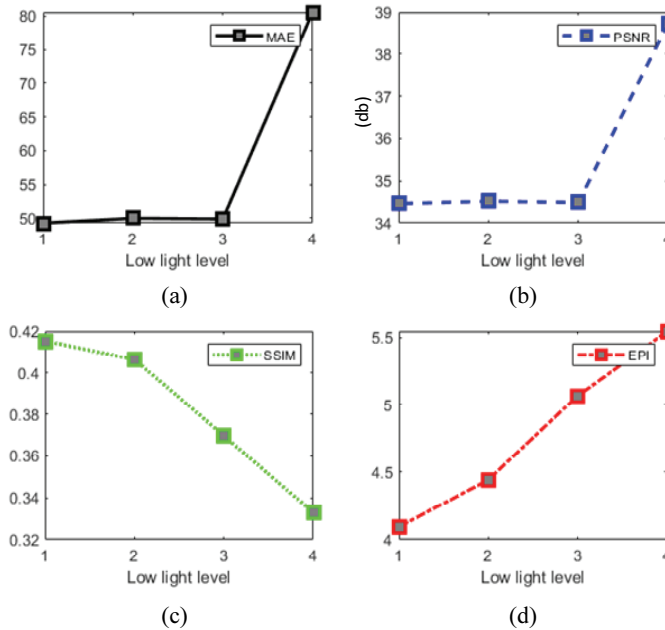 80
75
70
65
60
55
50
MAE
1 2 3 4
Low light level
(a)
39
38
37
36
35
34
(db)
PSNR
1 2 3 4
Low light level
(b)
0.42
0.4
0.38
0.36
0.34
0.32
SSIM
1 2 3 4
Low light level
(c)
5.5
5
4.5
4
EPI
1 2 3 4
Low light level
(d)